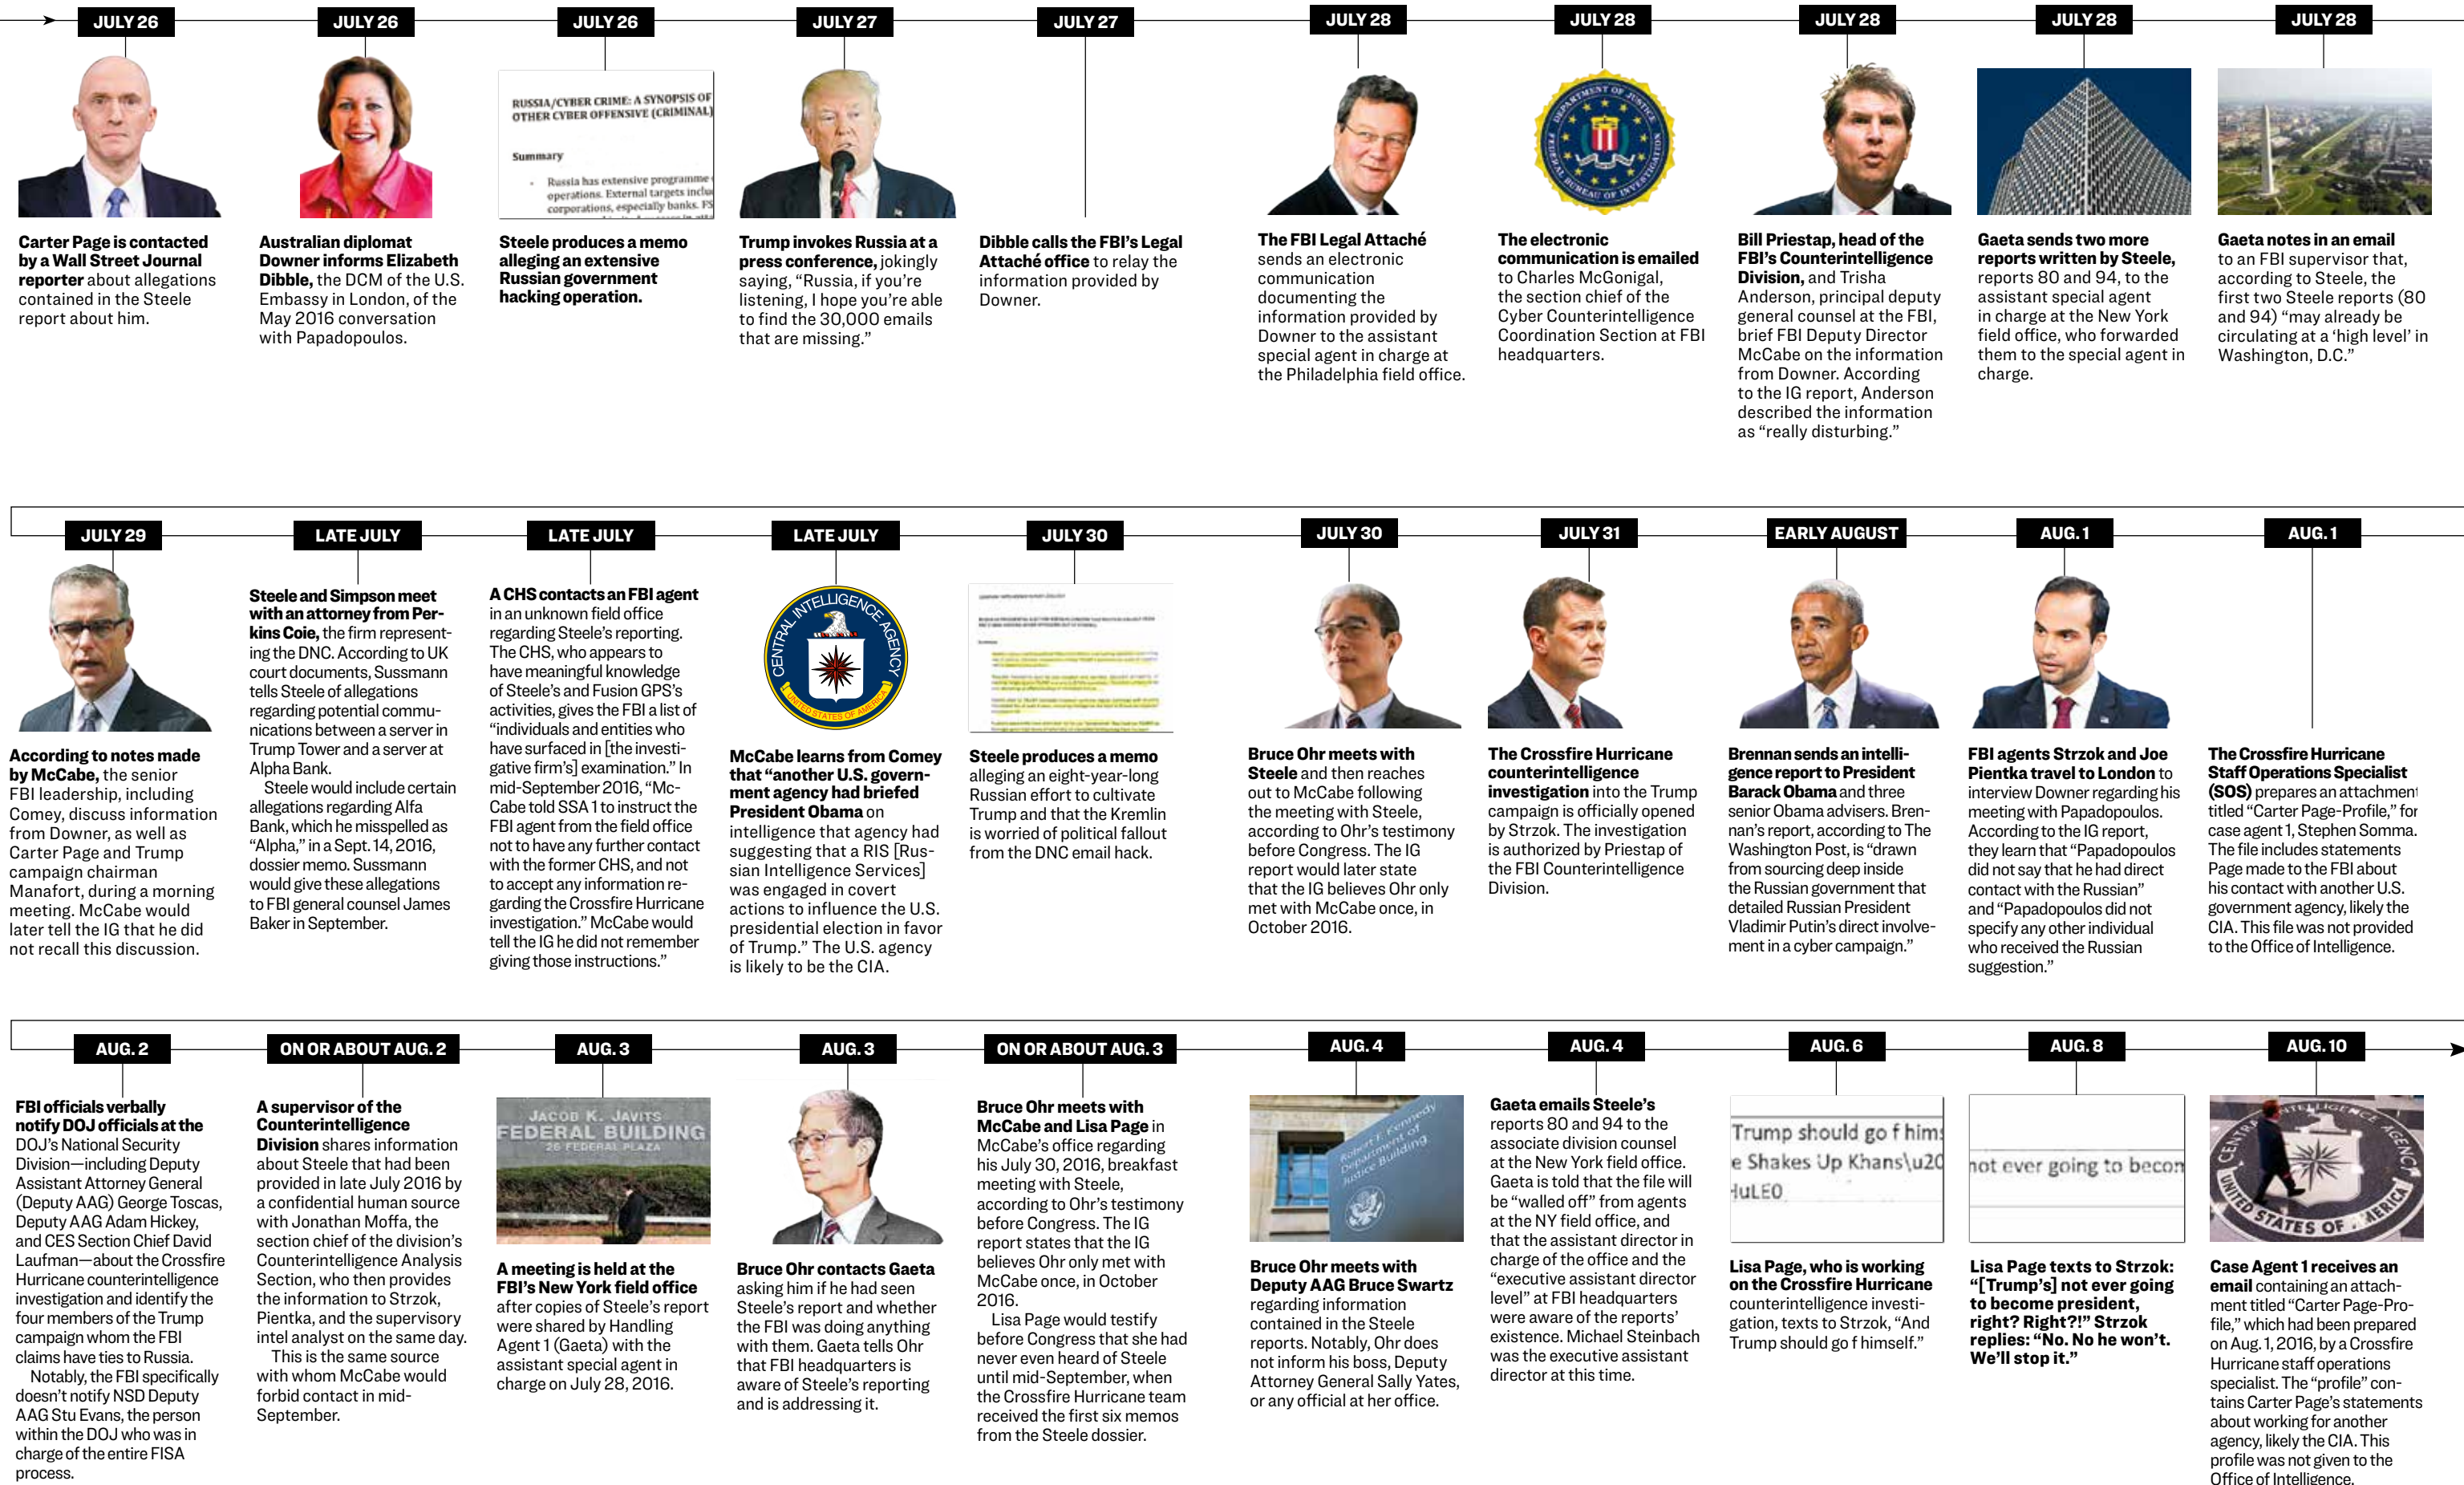 JULY 26
Carter Page is contacted
by a Wall Street Journal
reporter about allegations
contained in the Steele
report about him.
JULY 26
Australian diplomat
Downer informs Elizabeth
Dibble, the DCM of the U.S.
Embassy in London, of the
May 2016 conversation
with Papadopoulos.
JULY 26
RUSSIA/CYBER CRIME: A SYNOPSIS OF
OTHER CYBER OFFENSIVE (CRIMINAL)
Summary
Russia has extensive programme
operations. External targets inclu
corporations, especially banks. FS
Steele produces a memo
alleging an extensive
Russian government
hacking operation.
JULY 27
Trump invokes Russia at a
press conference, jokingly
saying, “Russia, if you’re
listening, I hope you’re able
to find the 30,000 emails
that are missing.”
JULY 27
Dibble calls the FBI’s Legal
Attaché office to relay the
information provided by
Downer.
JULY 28
The FBI Legal Attaché
sends an electronic
communication
documenting the
information provided by
Downer to the assistant
special agent in charge at
the Philadelphia field office.
JULY 28
DEPARTMENT OF JUSTICE
FEDERAL BUREAU OF INVESTIGATION
The electronic
communication is emailed
to Charles McGonigal,
the section chief of the
Cyber Counterintelligence
Coordination Section at FBI
headquarters.
JULY 28
Bill Priestap, head of the
FBI’s Counterintelligence
Division, and Trisha
Anderson, principal deputy
general counsel at the FBI,
brief FBI Deputy Director
McCabe on the information
from Downer. According
to the IG report, Anderson
described the information
as “really disturbing.”
JULY 28
Gaeta sends two more
reports written by Steele,
reports 80 and 94, to the
assistant special agent
in charge at the New York
field office, who forwarded
them to the special agent in
charge.
JULY 28
Gaeta notes in an email
to an FBI supervisor that,
according to Steele, the
first two Steele reports (80
and 94) “may already be
circulating at a ‘high level’ in
Washington, D.C.”
JULY 29
According to notes made
by McCabe, the senior
FBI leadership, including
Comey, discuss information
from Downer, as well as
Carter Page and Trump
campaign chairman
Manafort, during a morning
meeting. McCabe would
later tell the IG that he did
not recall this discussion.
LATE JULY
Steele and Simpson meet
with an attorney from Per-
kins Coie, the firm represent-
ing the DNC. According to UK
court documents, Sussmann
tells Steele of allegations
regarding potential commu-
nications between a server in
Trump Tower and a server at
Alpha Bank.
Steele would include certain
allegations regarding Alfa
Bank, which he misspelled as
“Alpha,” in a Sept. 14, 2016,
dossier memo. Sussmann
would give these allegations
to FBI general counsel James
Baker in September.
LATE JULY
A CHS contacts an FBI agent
in an unknown field office
regarding Steele’s reporting.
The CHS, who appears to
have meaningful knowledge
of Steele’s and Fusion GPS’s
activities, gives the FBI a list of
“individuals and entities who
have surfaced in [the investi-
gative firm’s] examination.” In
mid-September 2016, “Mc-
Cabe told SSA 1 to instruct the
FBI agent from the field office
not to have any further contact
with the former CHS, and not
to accept any information re-
garding the Crossfire Hurricane
investigation.” McCabe would
tell the IG he did not remember
giving those instructions.”
LATE JULY
CENTRAL INTELLIGENCE AGENCY
UNITED STATES OF AMERICA
McCabe learns from Comey
that “another U.S. govern-
ment agency had briefed
President Obama on
intelligence that agency had
suggesting that a RIS [Rus-
sian Intelligence Services]
was engaged in covert
actions to influence the U.S.
presidential election in favor
of Trump.” The U.S. agency
is likely to be the CIA.
JULY 30
Steele produces a memo
alleging an eight-year-long
Russian effort to cultivate
Trump and that the Kremlin
is worried of political fallout
from the DNC email hack.
JULY 30
Bruce Ohr meets with
Steele and then reaches
out to McCabe following
the meeting with Steele,
according to Ohr’s testimony
before Congress. The IG
report would later state
that the IG believes Ohr only
met with McCabe once, in
October 2016.
JULY 31
The Crossfire Hurricane
counterintelligence
investigation into the Trump
campaign is officially opened
by Strzok. The investigation
is authorized by Priestap of
the FBI Counterintelligence
Division.
EARLY AUGUST
Brennan sends an intelli-
gence report to President
Barack Obama and three
senior Obama advisers. Bren-
nan’s report, according to The
Washington Post, is “drawn
from sourcing deep inside
the Russian government that
detailed Russian President
Vladimir Putin’s direct involve-
ment in a cyber campaign.”
AUG. 1
FBI agents Strzok and Joe
Pientka travel to London to
interview Downer regarding his
meeting with Papadopoulos.
According to the IG report,
they learn that “Papadopoulos
did not say that he had direct
contact with the Russian”
and “Papadopoulos did not
specify any other individual
who received the Russian
suggestion.”
AUG. 1
The Crossfire Hurricane
Staff Operations Specialist
(SOS) prepares an attachment
titled “Carter Page-Profile,” for
case agent 1, Stephen Somma.
The file includes statements
Page made to the FBI about
his contact with another U.S.
government agency, likely the
CIA. This file was not provided
to the Office of Intelligence.
AUG. 2
FBI officials verbally
notify DOJ officials at the
DOJ’s National Security
Division—including Deputy
Assistant Attorney General
(Deputy AAG) George Toscas,
Deputy AAG Adam Hickey,
and CES Section Chief David
Laufman—about the Crossfire
Hurricane counterintelligence
investigation and identify the
four members of the Trump
campaign whom the FBI
claims have ties to Russia.
Notably, the FBI specifically
doesn’t notify NSD Deputy
AAG Stu Evans, the person
within the DOJ who was in
charge of the entire FISA
process.
ON OR ABOUT AUG. 2
A supervisor of the
Counterintelligence
Division shares information
about Steele that had been
provided in late July 2016 by
a confidential human source
with Jonathan Moffa, the
section chief of the division’s
Counterintelligence Analysis
Section, who then provides
the information to Strzok,
Pientka, and the supervisory
intel analyst on the same day.
This is the same source
with whom McCabe would
forbid contact in mid-
September.
AUG. 3
JACOB K. JAVITS
FEDERAL BUILDING
26 FEDERAL PLAZA
A meeting is held at the
FBI’s New York field office
after copies of Steele’s report
were shared by Handling
Agent 1 (Gaeta) with the
assistant special agent in
charge on July 28, 2016.
AUG. 3
Bruce Ohr contacts Gaeta
asking him if he had seen
Steele’s report and whether
the FBI was doing anything
with them. Gaeta tells Ohr
that FBI headquarters is
aware of Steele’s reporting
and is addressing it.
ON OR ABOUT AUG. 3
Bruce Ohr meets with
McCabe and Lisa Page in
McCabe’s office regarding
his July 30, 2016, breakfast
meeting with Steele,
according to Ohr’s testimony
before Congress. The IG
report states that the IG
believes Ohr only met with
McCabe once, in October
2016.
Lisa Page would testify
before Congress that she had
never even heard of Steele
until mid-September, when
the Crossfire Hurricane team
received the first six memos
from the Steele dossier.
AUG. 4
Robert F. Kennedy
Department of
Justice Building
Bruce Ohr meets with
Deputy AAG Bruce Swartz
regarding information
contained in the Steele
reports. Notably, Ohr does
not inform his boss, Deputy
Attorney General Sally Yates,
or any official at her office.
AUG. 4
Gaeta emails Steele’s
reports 80 and 94 to the
associate division counsel
at the New York field office.
Gaeta is told that the file will
be “walled off” from agents
at the NY field office, and
that the assistant director in
charge of the office and the
“executive assistant director
level” at FBI headquarters
were aware of the reports’
existence. Michael Steinbach
was the executive assistant
director at this time.
AUG. 6
Trump should go f hims
e Shakes Up Khans\u20
HuLE0
Lisa Page, who is working
on the Crossfire Hurricane
counterintelligence investi-
gation, texts to Strzok, “And
Trump should go f himself.”
AUG. 8
not ever going to becon
Lisa Page texts to Strzok:
“[Trump’s] not ever going
to become president,
right? Right?!” Strzok
replies: “No. No he won’t.
We’ll stop it.”
AUG. 10
CENTRAL INTELLIGENCE AGENCY
UNITED STATES OF AMERICA
Case Agent 1 receives an
email containing an attach-
ment titled “Carter Page-Pro-
file,” which had been prepared
on Aug. 1, 2016, by a Crossfire
Hurricane staff operations
specialist. The “profile” con-
tains Carter Page’s statements
about working for another
agency, likely the CIA. This
profile was not given to the
Office of Intelligence.